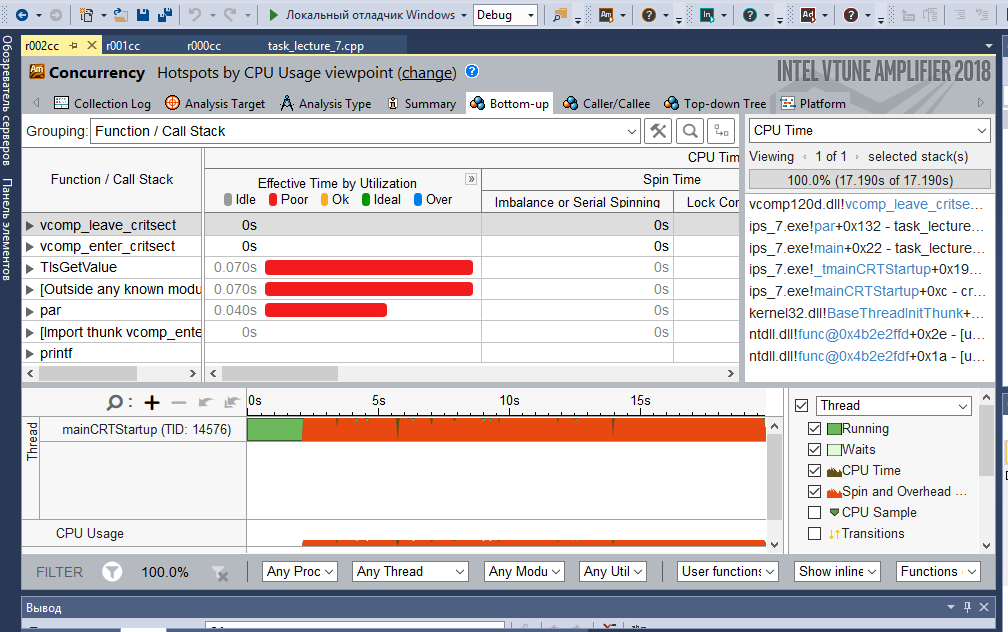 Локальный отладчик Windows
Debug
Обозреватель серверов
Панель элементов
r002cc
r001cc
r000cc
task_lecture_7.cpp
Concurrency Hotspots by CPU Usage viewpoint (change)
INTEL VTUNE AMPLIFIER 2018
Collection Log
Analysis Target
Analysis Type
Summary
Bottom-up
Caller/Callee
Top-down Tree
Platform
Grouping: Function / Call Stack
CPU Time
Viewing 1 of 1 selected stack(s)
100.0% (17.190s of 17.190s)
Function / Call Stack
CPU Tim
Effective Time by Utilization
Idle Poor Ok Ideal Over
Spin Time
Imbalance or Serial Spinning
Lock Con
vcomp_leave_critsect 0s 0s
vcomp_enter_critsect 0s 0s
TlsGetValue 0.070s 0s
[Outside any known modu 0.070s 0s
par 0.040s 0s
[Import thunk vcomp_ente 0s 0s
printf
vcomp120d.dll!vcomp_leave_critse...
ips_7.exe!par+0x132 - task_lecture...
ips_7.exe!main+0x22 - task_lecture...
ips_7.exe!_tmainCRTStartup+0x19...
ips_7.exe!mainCRTStartup+0xc - cr...
kernel32.dll!BaseThreadInitThunk+...
ntdll.dll!func@0x4b2e2ffd+0x2e - [u...
ntdll.dll!func@0x4b2e2fdf+0x1a - [u...
0s 5s 10s 15s
Thread
mainCRTStartup (TID: 14576)
CPU Usage
Thread
Running
Waits
CPU Time
Spin and Overhead ...
CPU Sample
Transitions
FILTER 100.0%
Any Proc
Any Thread
Any Modu
Any Util
User functions
Show inline
Functions
Вывод